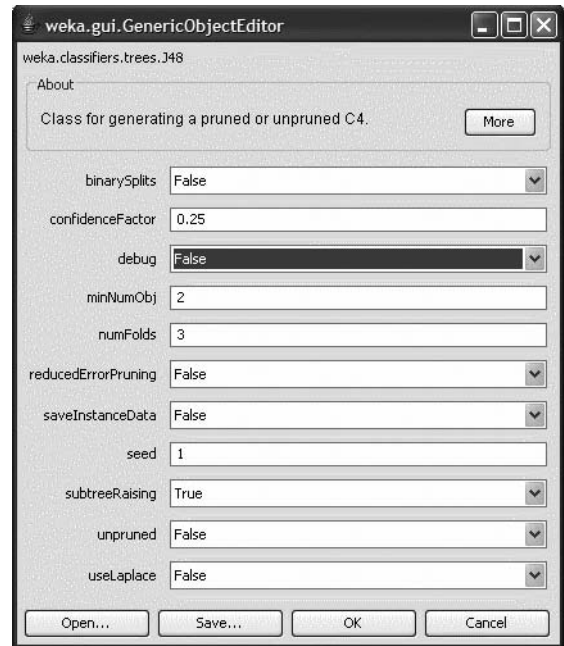 weka.gui.GenericObjectEditor
weka.classifiers.trees.J48
About
Class for generating a pruned or unpruned C4.
More
binarySplits False
confidenceFactor 0.25
debug False
minNumObj 2
numFolds 3
reducedErrorPruning False
saveInstanceData False
seed 1
subtreeRaising True
unpruned False
useLaplace False
Open... Save... OK Cancel